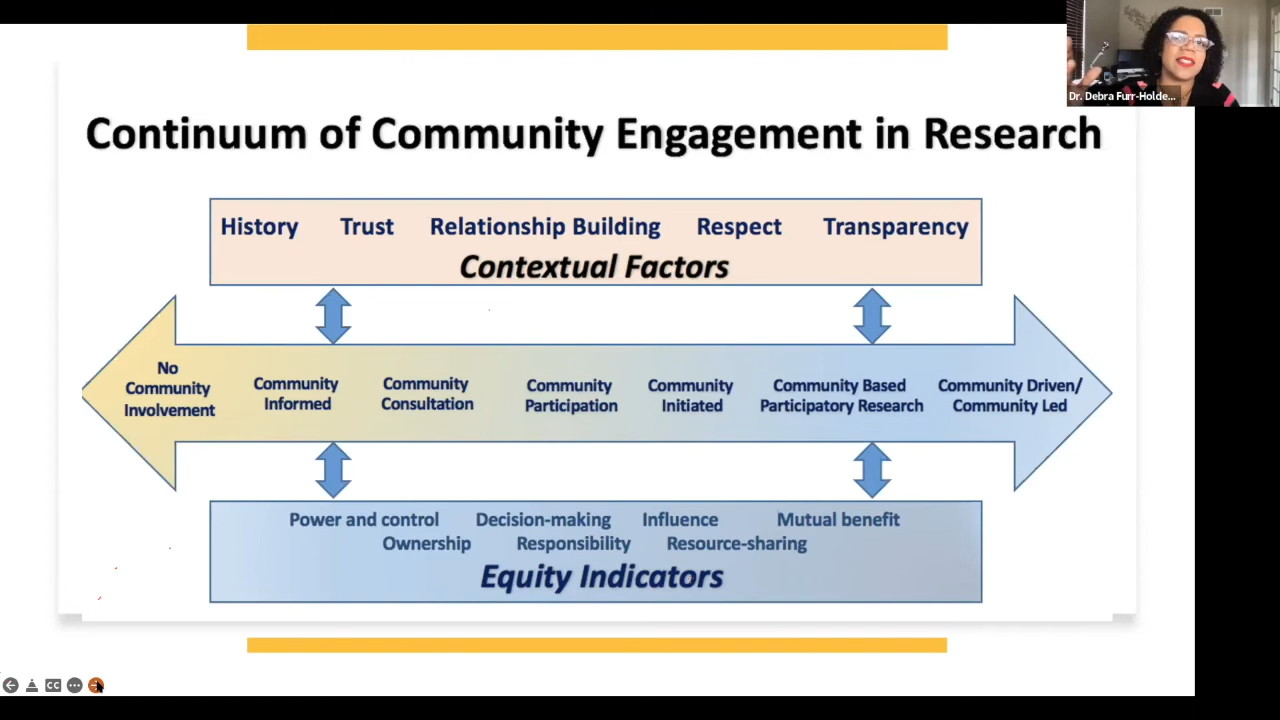 Dr. Debra Furr-Holde...
Continuum of Community Engagement in Research
History Trust Relationship Building Respect Transparency
Contextual Factors
No
Community
Involvement
Community
Informed
Community
Consultation
Community
Participation
Community
Initiated
Community Based
Participatory Research
Community Driven/
Community Led
Power and control Decision-making Influence Mutual benefit
Ownership Responsibility Resource-sharing
Equity Indicators
CC